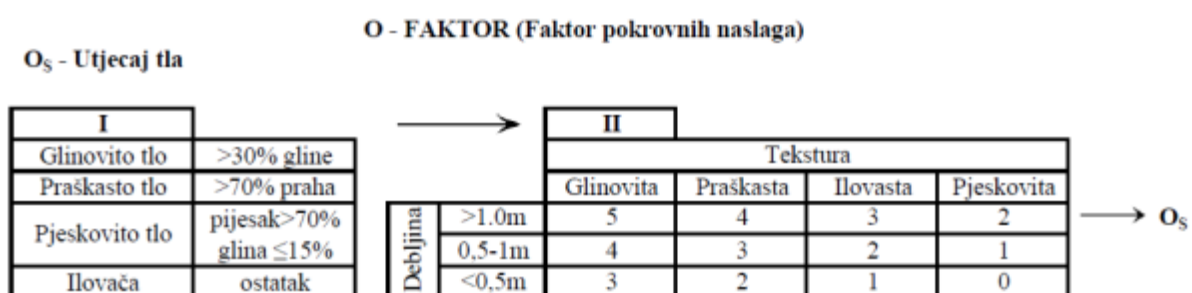 O - FAKTOR (Faktor pokrovnih naslaga)
O_S - Utjecaj tla
I
Glinovito tlo >30% gline
Praškasto tlo >70% praha
Pjeskovito tlo pijesak>70% glina ≤15%
Ilovača ostatak
II
Tekstura
Glinovita Praškasta Ilovasta Pjeskovita
Debljina
>1.0m 5 4 3 2
0,5-1m 4 3 2 1
<0,5m 3 2 1 0
O_S